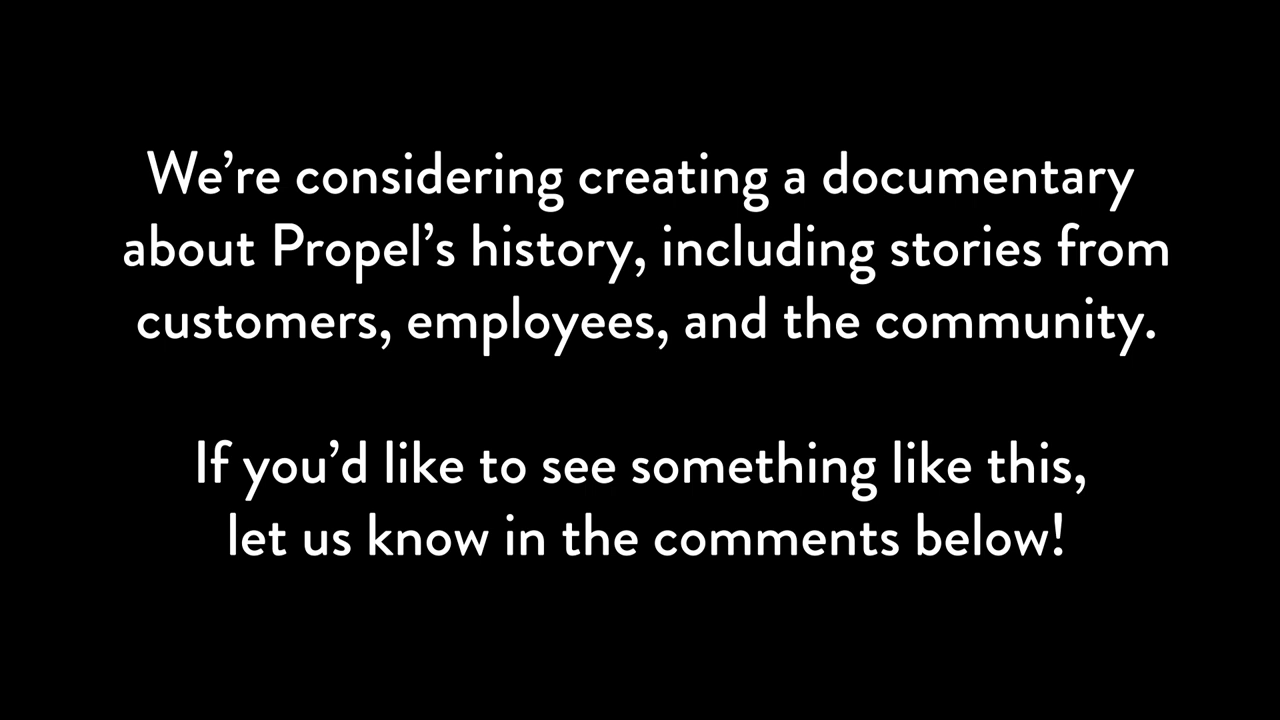 We’re considering creating a documentary
about Propel’s history, including stories from
customers, employees, and the community.
If you’d like to see something like this,
let us know in the comments below!